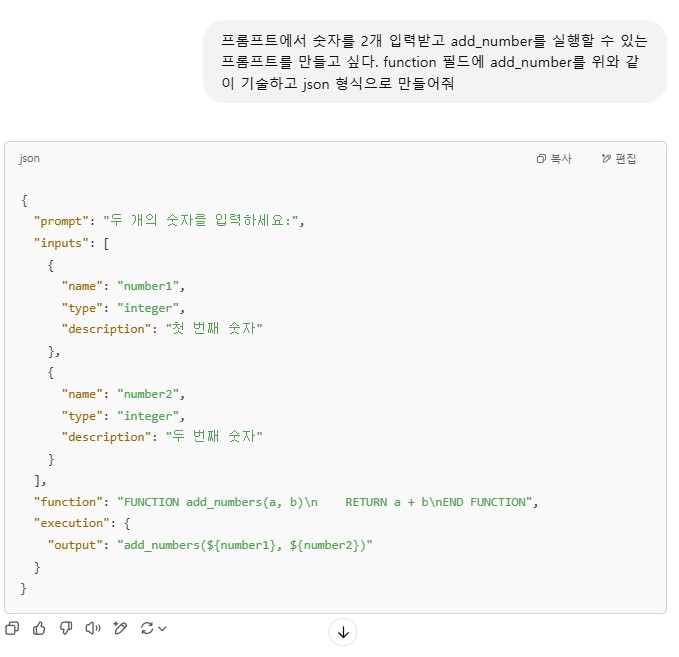 프롬프트에서 숫자를 2개 입력받고 add_number를 실행할 수 있는
프롬프트를 만들고 싶다. function 필드에 add_number를 위와 같
이 기술하고 json 형식으로 만들어줘
json
복사
편집
{
  "prompt": "두 개의 숫자를 입력하세요:",
  "inputs": [
    {
      "name": "number1",
      "type": "integer",
      "description": "첫 번째 숫자"
    },
    {
      "name": "number2",
      "type": "integer",
      "description": "두 번째 숫자"
    }
  ],
  "function": "FUNCTION add_numbers(a, b)\n    RETURN a + b\nEND FUNCTION",
  "execution": {
    "output": "add_numbers(${number1}, ${number2})"
  }
}